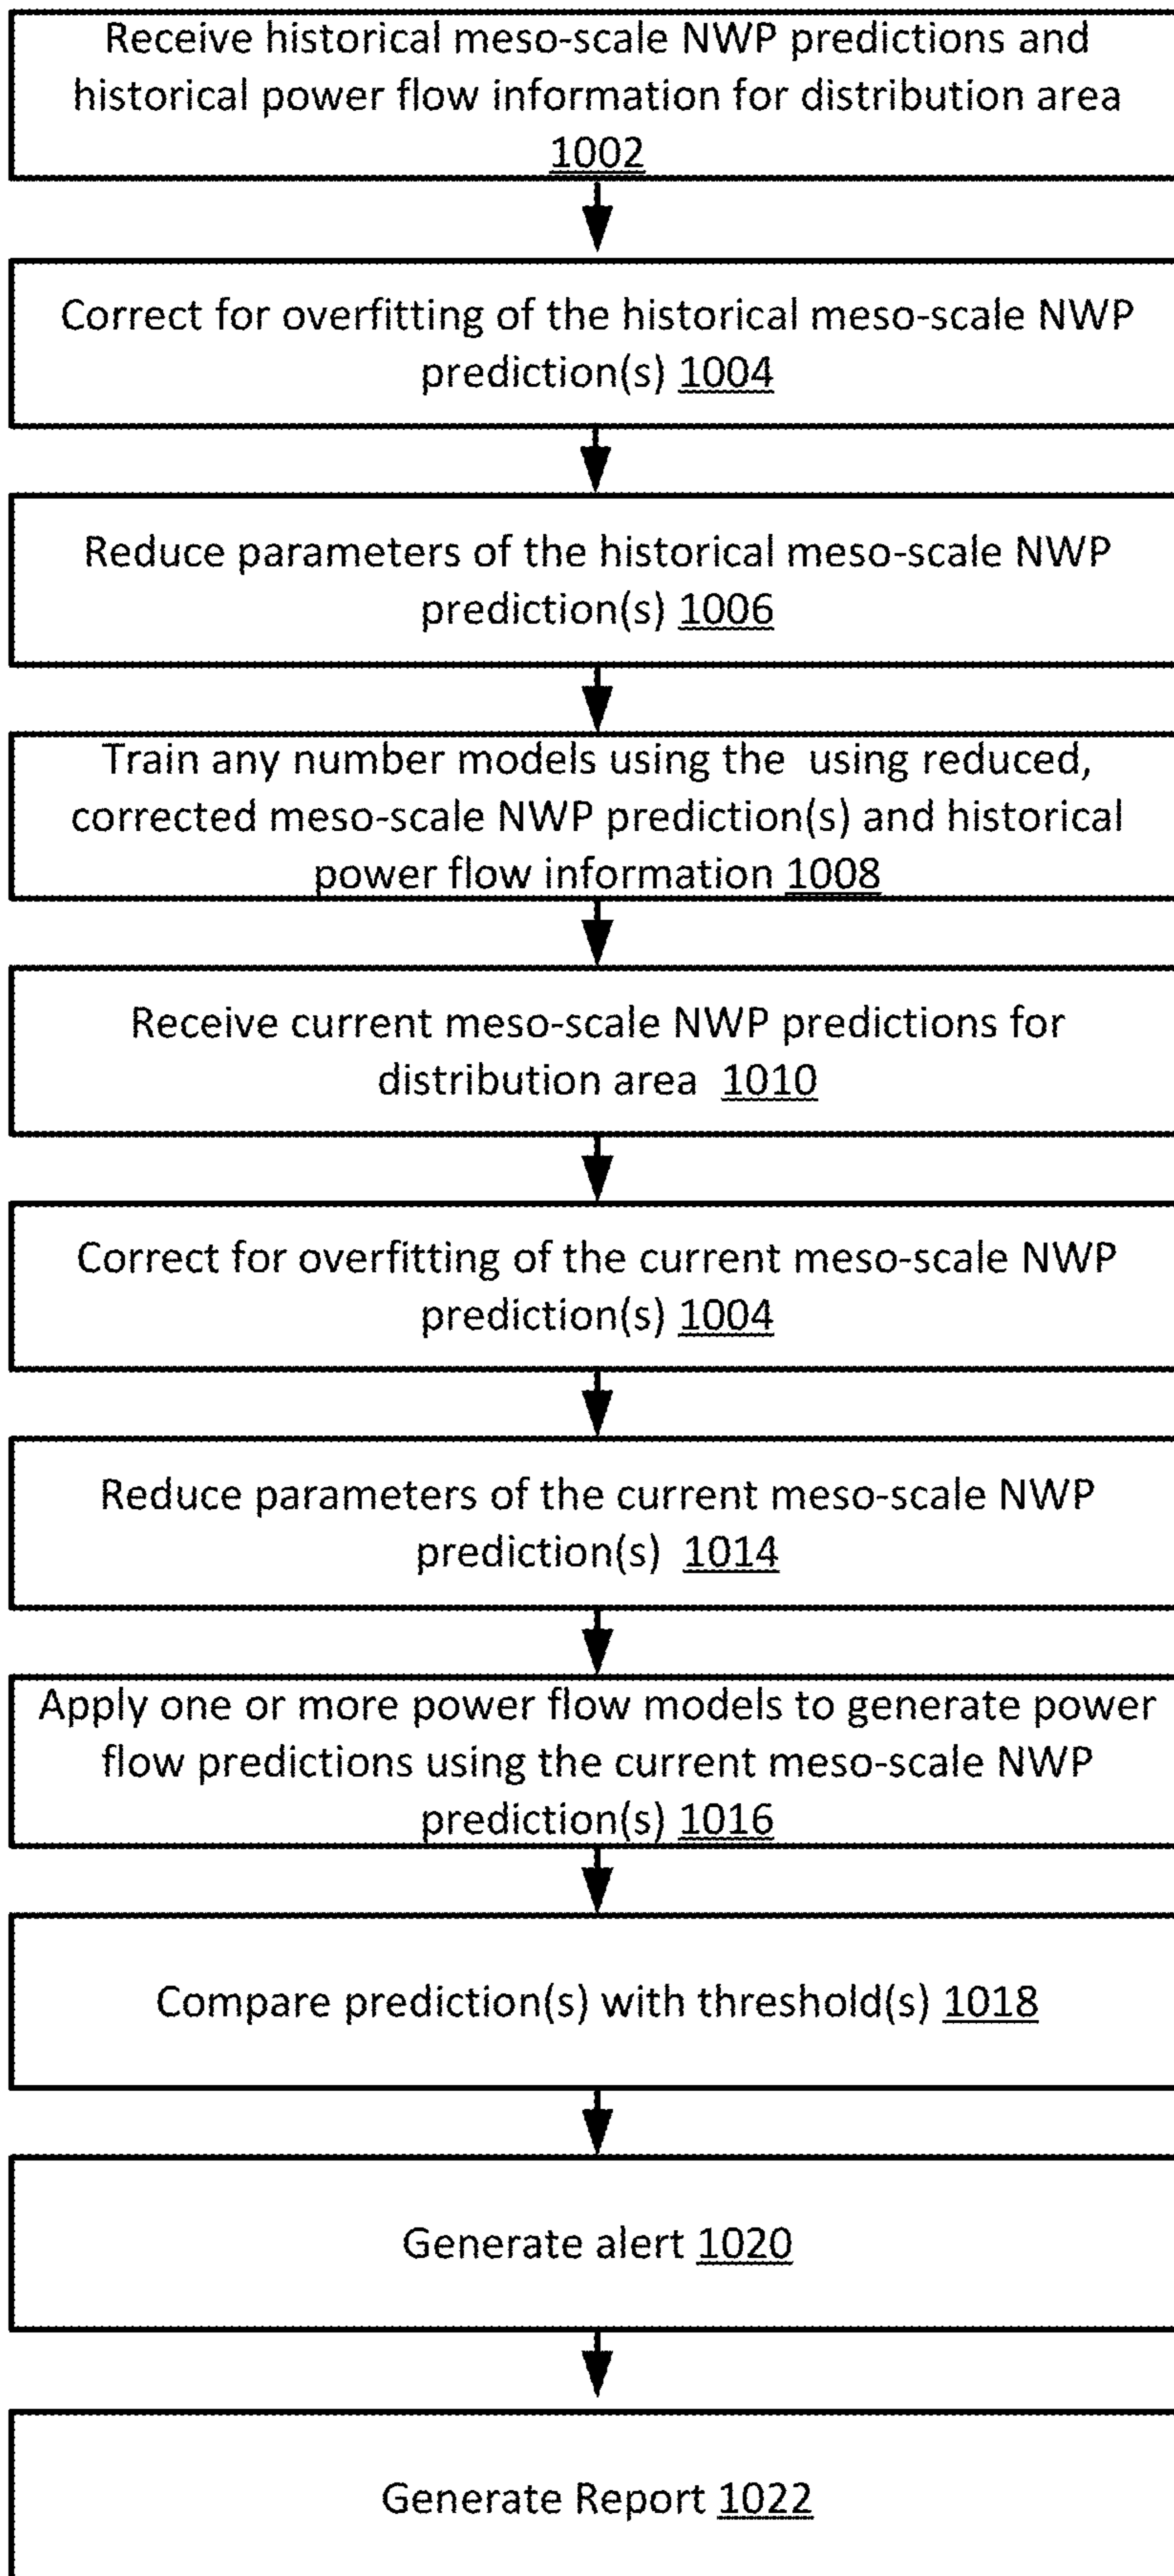 Receive historical meso-scale NWP predictions and
historical power flow information for distribution area
1002
Correct for overfitting of the historical meso-scale NWP
prediction(s) 1004
Reduce parameters of the historical meso-scale NWP
prediction(s) 1006
Train any number models using the  using reduced,
corrected meso-scale NWP prediction(s) and historical
power flow information 1008
Receive current meso-scale NWP predictions for
distribution area  1010
Correct for overfitting of the current meso-scale NWP
prediction(s) 1004
Reduce parameters of the current meso-scale NWP
prediction(s)  1014
Apply one or more power flow models to generate power
flow predictions using the current meso-scale NWP
prediction(s) 1016
Compare prediction(s) with threshold(s) 1018
Generate alert 1020
Generate Report 1022